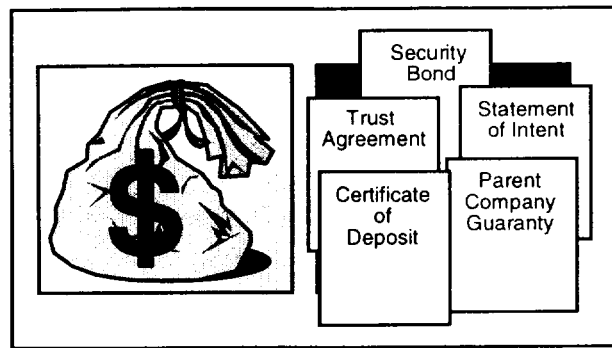 $
Security
Bond
Trust
Agreement
Statement
of Intent
Certificate
of
Deposit
Parent
Company
Guaranty